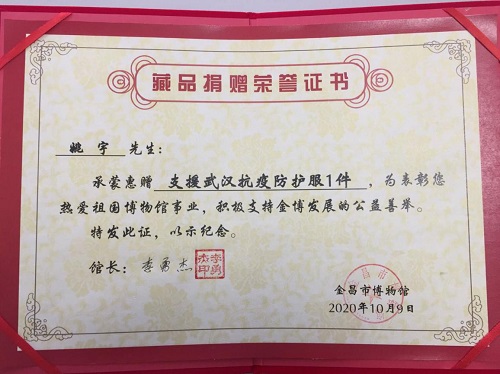 藏品捐赠荣誉证书
姚宇 先生：
承蒙惠赠 支援武汉抗疫防护服1件 ，为表彰您
热爱祖国博物馆事业，积极支持金博发展的公益善举。
特发此证，以示纪念。
馆长：李勇杰
金昌市博物馆
2020年10月9日